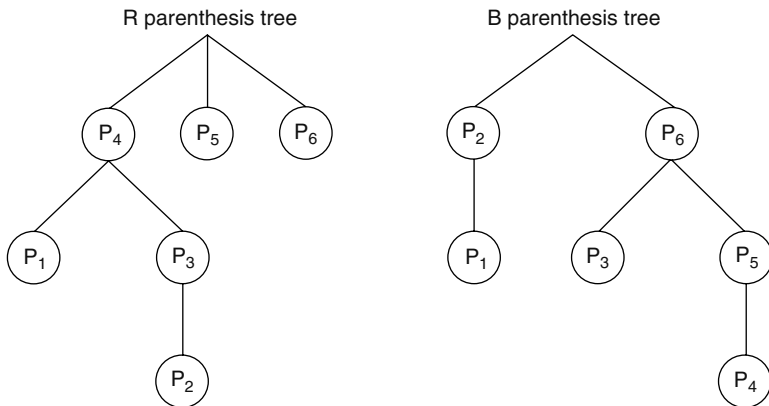 R parenthesis tree
B parenthesis tree
P4
P5
P6
P2
P6
P1
P3
P1
P3
P5
P2
P4